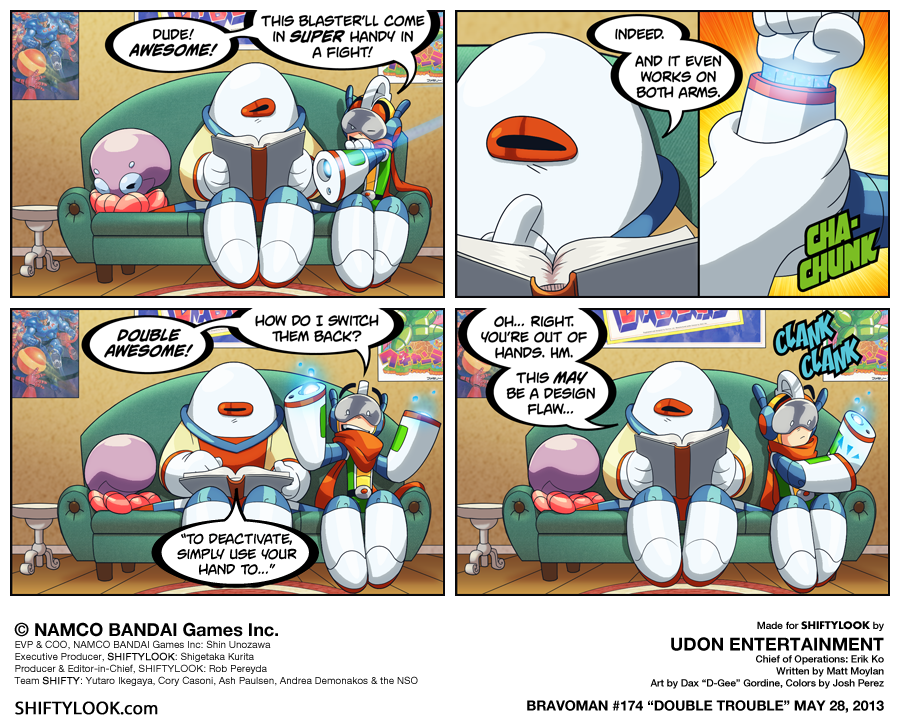 DUDE!
AWESOME!
THIS BLASTER'LL COME
IN SUPER HANDY IN
A FIGHT!
INDEED.
AND IT EVEN
WORKS ON
BOTH ARMS.
CHA-
CHUNK
DOUBLE
AWESOME!
HOW DO I SWITCH
THEM BACK?
"TO DEACTIVATE,
SIMPLY USE YOUR
HAND TO..."
OH... RIGHT.
YOU'RE OUT OF
HANDS. HM.
THIS MAY
BE A DESIGN
FLAW...
CLANK
CLANK
© NAMCO BANDAI Games Inc.
EVP & COO, NAMCO BANDAI Games Inc: Shin Unozawa
Executive Producer, SHIFTYLOOK: Shigetaka Kurita
Producer & Editor-in-Chief, SHIFTYLOOK: Rob Pereyda
Team SHIFTY: Yutaro Ikegaya, Cory Casoni, Ash Paulsen, Andrea Demonakos & the NSO
SHIFTYLOOK.com
Made for SHIFTYLOOK by
UDON ENTERTAINMENT
Chief of Operations: Erik Ko
Written by Matt Moylan
Art by Dax "D-Gee" Gordine, Colors by Josh Perez
BRAVOMAN #174 "DOUBLE TROUBLE" MAY 28, 2013